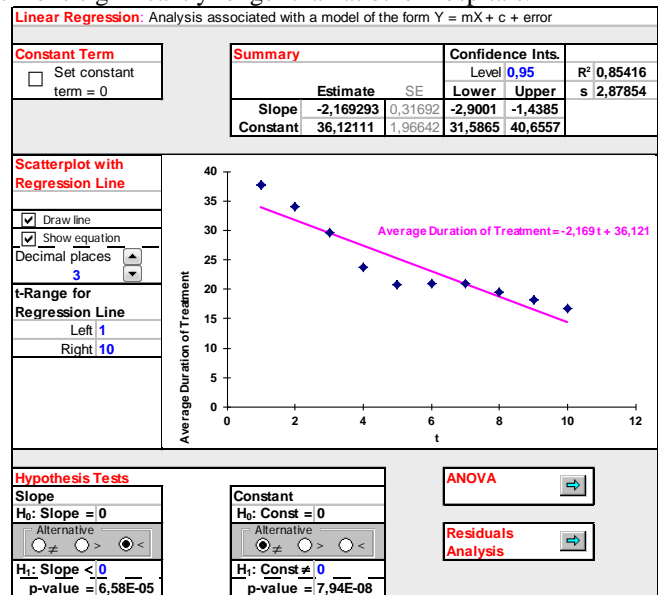 Linear Regression: Analysis associated with a model of the form Y = mX + c + error
Constant Term
Set constant
term = 0
Summary
Confidence Ints.
Level 0,95
R² 0,85416
Estimate SE Lower Upper
s 2,87854
Slope -2,169293 0,31692 -2,9001 -1,4385
Constant 36,12111 1,96642 31,5865 40,6557
Scatterplot with
Regression Line
Draw line
Show equation
Decimal places
3
t-Range for
Regression Line
Left 1
Right 10
Average Duration of Treatment
40
35
30
25
20
15
10
5
0
Average Duration of Treatment=-2,169 t + 36,121
0 2 4 6 8 10 12
t
Hypothesis Tests
Slope
H₀: Slope = 0
Alternative
≠ > <
H₁: Slope < 0
p-value = 6,58E-05
Constant
H₀: Const = 0
Alternative
≠ > <
H₁: Const ≠ 0
p-value = 7,94E-08
ANOVA
Residuals
Analysis